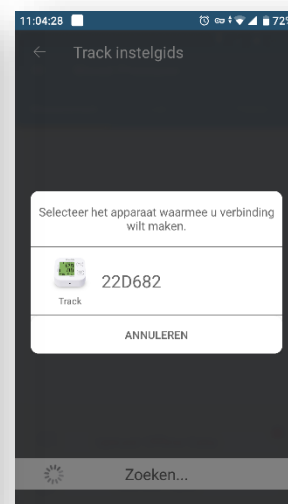 11:04:28 72%
Track instelgids
Selecteer het apparaat waarmee u verbinding
wilt maken.
22D682
Track
ANNULEREN
Zoeken...